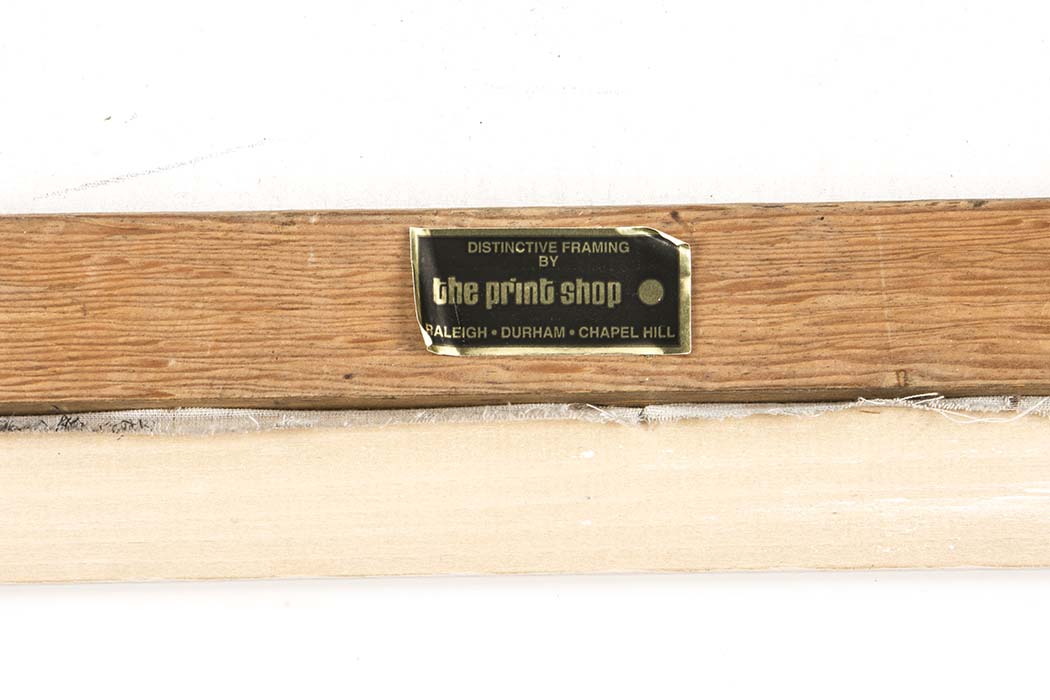 DISTINCTIVE FRAMING
BY
the print shop
RALEIGH • DURHAM • CHAPEL HILL